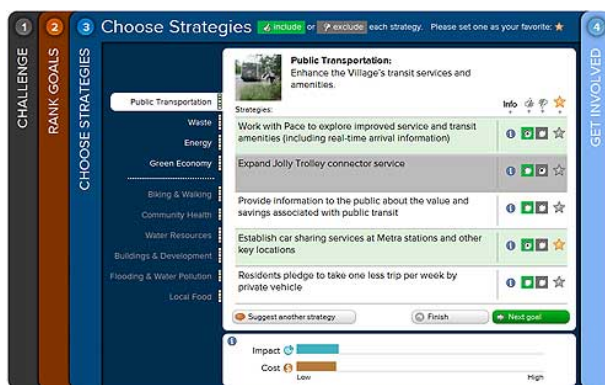 1
CHALLENGE
2
RANK GOALS
3
CHOOSE STRATEGIES
Choose Strategies include or exclude each strategy. Please set one as your favorite:
Public Transportation
Waste
Energy
Green Economy
Biking & Walking
Community Health
Water Resources
Buildings & Development
Flooding & Water Pollution
Local Food
Public Transportation:
Enhance the Village's transit services and
amenities.
Strategies:
Info
Work with Pace to explore improved service and transit
amenities (including real-time arrival information)
Expand Jolly Trolley connector service
Provide information to the public about the value and
savings associated with public transit
Establish car sharing services at Metra stations and other
key locations
Residents pledge to take one less trip per week by
private vehicle
Suggest another strategy
Finish
Next goal
Impact
Cost
Low High
4
GET INVOLVED